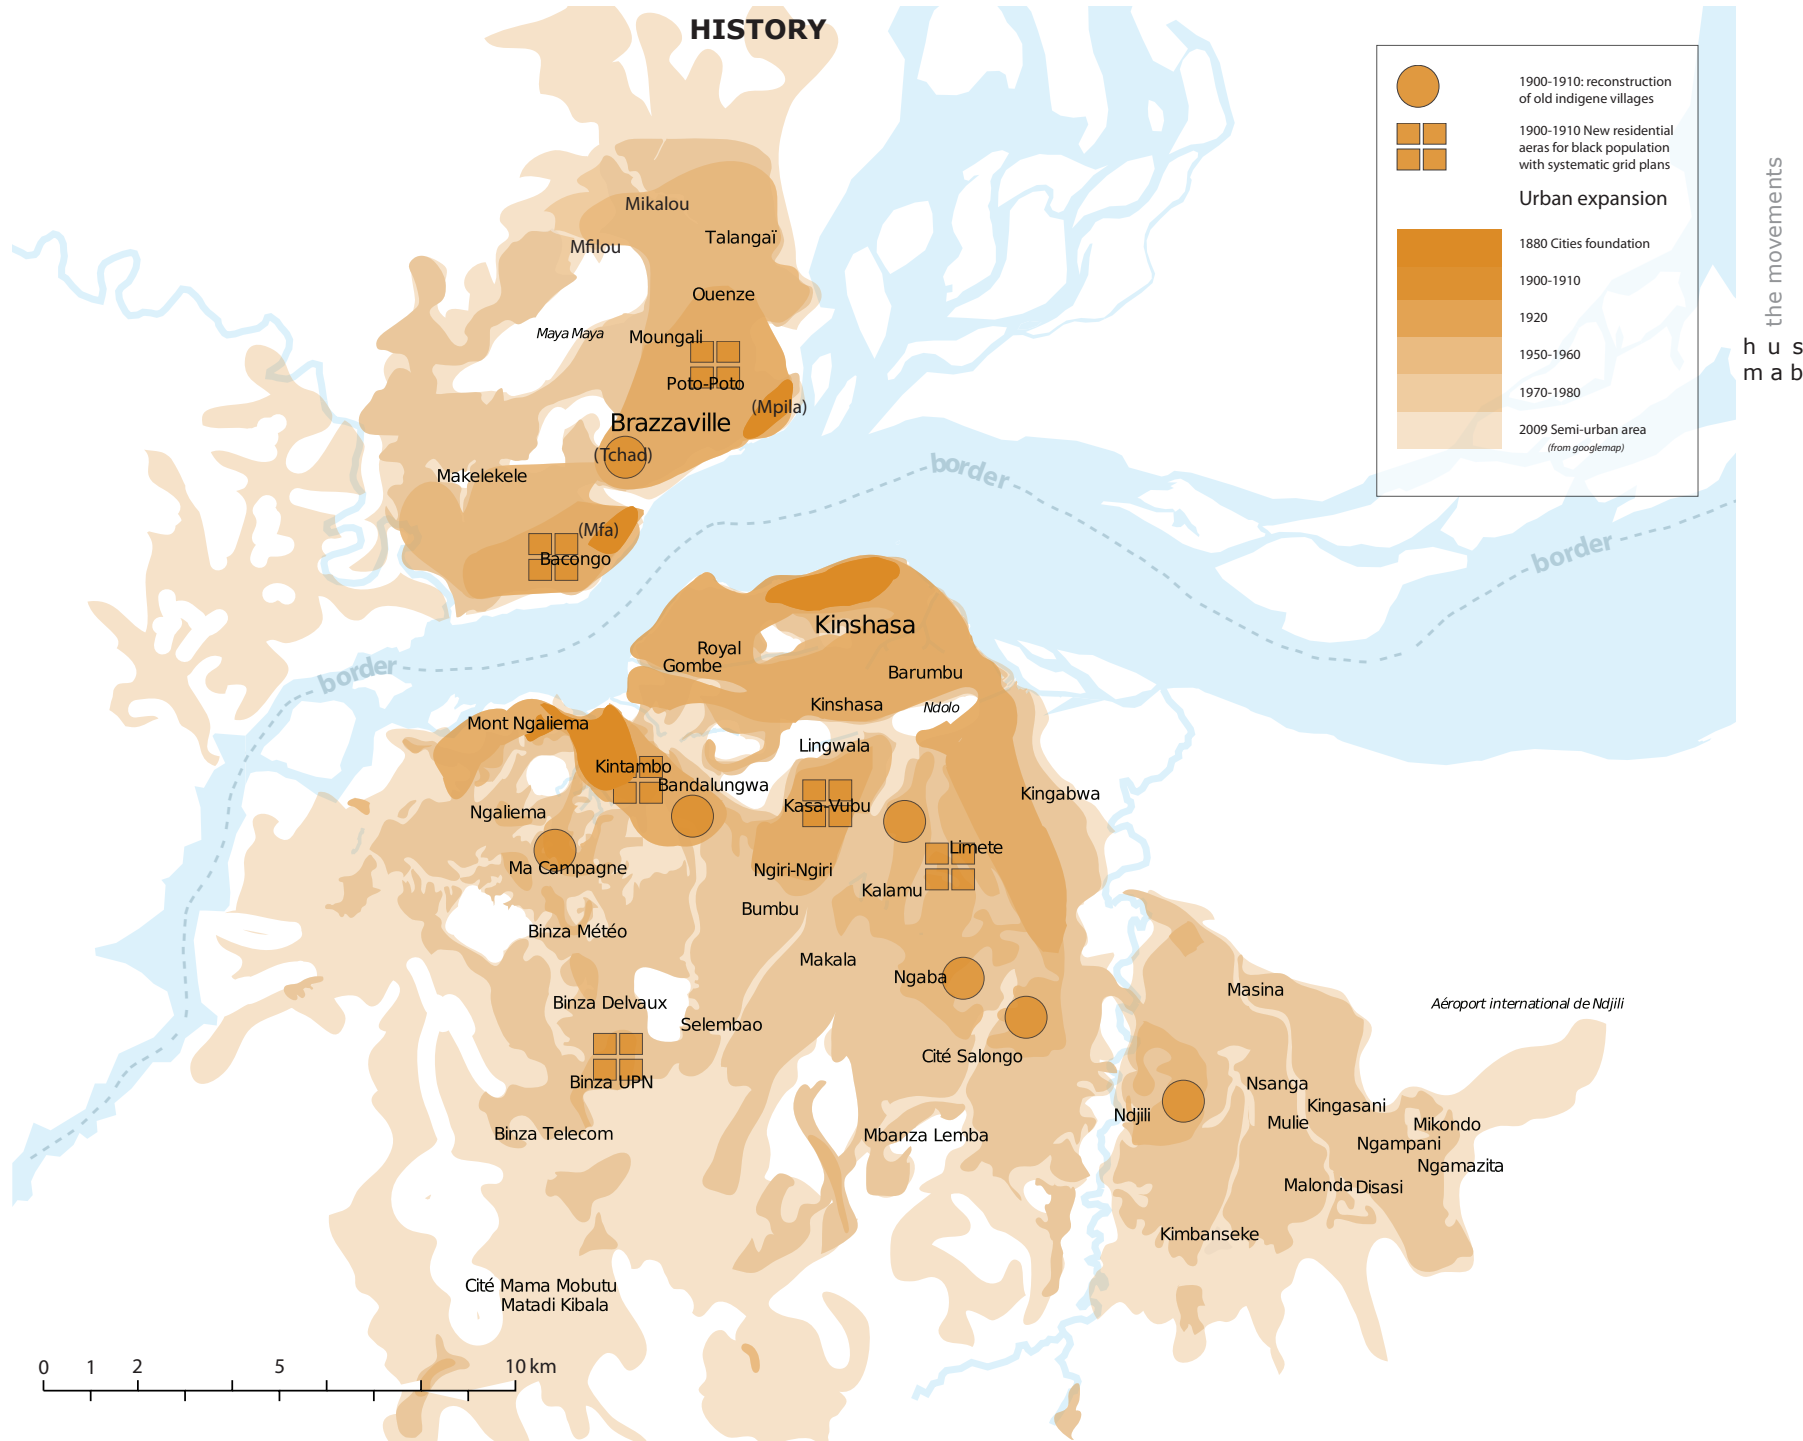 HISTORY
1900-1910: reconstruction
of old indigene villages
1900-1910 New residential
aeras for black population
with systematic grid plans
Urban expansion
1880 Cities foundation
1900-1910
1920
1950-1960
1970-1980
2009 Semi-urban area
(from googlemap)
the movements
h u s
m a b
Mikalou
Talangaï
Mfilou
Ouenze
Maya Maya
Moungali
Poto-Poto
(Mpila)
Brazzaville
(Tchad)
Makelekele
(Mfa)
Bacongo
border
border
border
Kinshasa
Royal
Gombe
Barumbu
Kinshasa
Ndolo
Mont Ngaliema
Lingwala
Kintambo
Bandalungwa
Kingabwa
Kasa-Vubu
Ngaliema
Limete
Ma Campagne
Ngiri-Ngiri
Kalamu
Bumbu
Binza Météo
Makala
Ngaba
Masina
Binza Delvaux
Aéroport international de Ndjili
Selembao
Cité Salongo
Binza UPN
Nsanga
Kingasani
Ndjili
Mulie
Mikondo
Binza Telecom
Mbanza Lemba
Ngampani
Ngamazita
Malonda
Disasi
Kimbanseke
Cité Mama Mobutu
Matadi Kibala
0 1 2 5 10 km